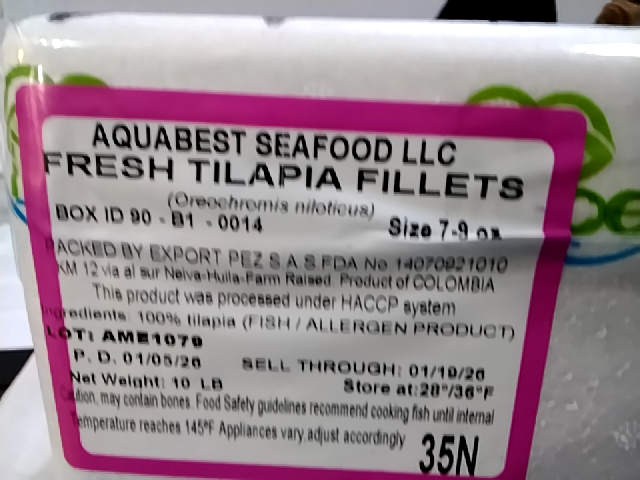 AQUABEST SEAFOOD LLC
FRESH TILAPIA FILLETS
(Oreochromis niloticus)
BOX ID 90 - B1 - 0014 Size 7-9 oz
PACKED BY EXPORT PEZ S A S FDA No 14070921010
KM 12 via al sur Neiva-Huila-Farm Raised. Product of COLOMBIA
This product was processed under HACCP system
Ingredients: 100% tilapia (FISH / ALLERGEN PRODUCT)
LOT: AME1079
P. D. 01/05/26 SELL THROUGH: 01/19/26
Net Weight: 10 LB Store at:28°/36°F
Caution, may contain bones. Food Safety guidelines recommend cooking fish until internal
Temperature reaches 145°F Appliances vary,adjust accordingly
35N